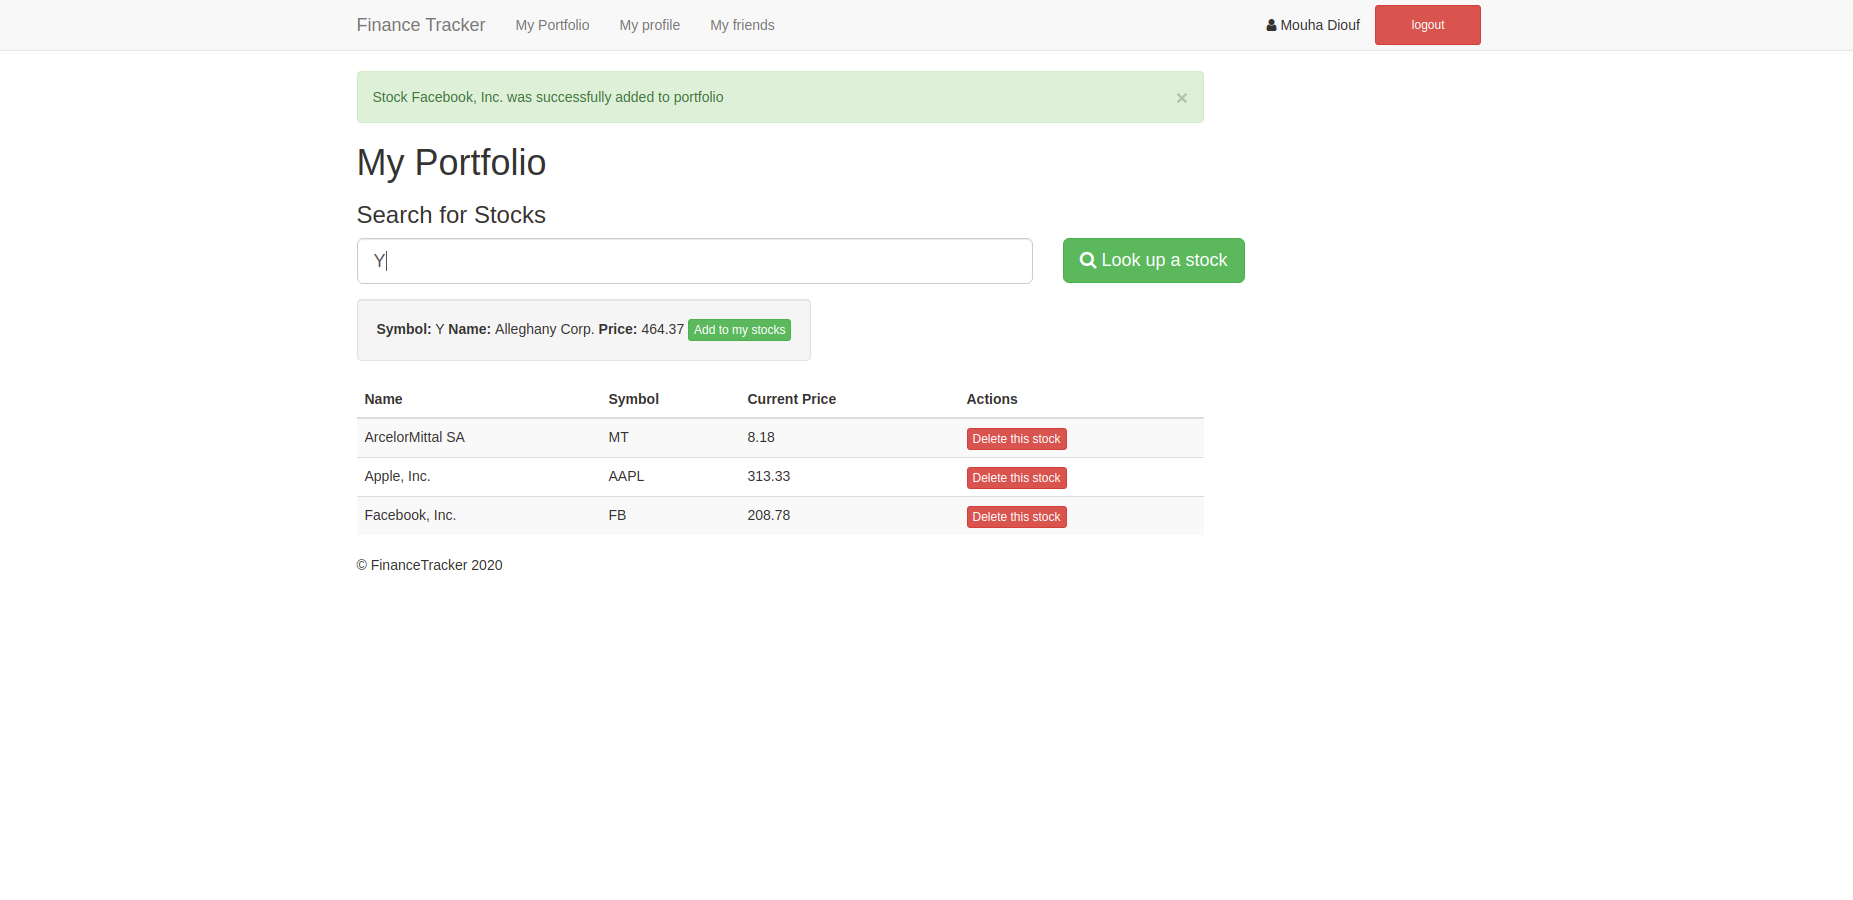 Finance Tracker My Portfolio My profile My friends Mouha Diouf logout
Stock Facebook, Inc. was successfully added to portfolio ×
My Portfolio
Search for Stocks
Y Look up a stock
Symbol: Y Name: Alleghany Corp. Price: 464.37 Add to my stocks
Name Symbol Current Price Actions
ArcelorMittal SA MT 8.18 Delete this stock
Apple, Inc. AAPL 313.33 Delete this stock
Facebook, Inc. FB 208.78 Delete this stock
© FinanceTracker 2020